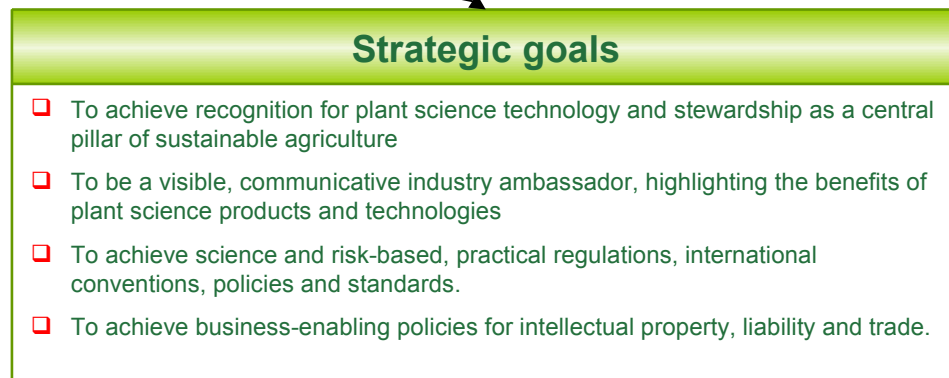 Strategic goals
To achieve recognition for plant science technology and stewardship as a central
pillar of sustainable agriculture
To be a visible, communicative industry ambassador, highlighting the benefits of
plant science products and technologies
To achieve science and risk-based, practical regulations, international
conventions, policies and standards.
To achieve business-enabling policies for intellectual property, liability and trade.